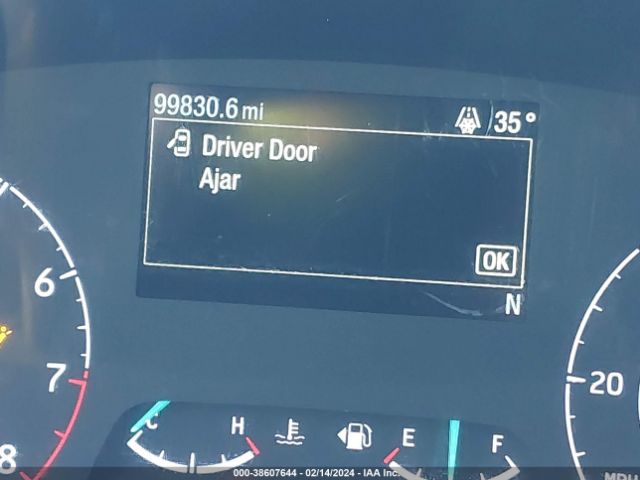 99830.6 mi 35°
Driver Door
Ajar
OK
N
6
7
8
20
C H E F
000-38607644 - 02/14/2024 - IAA Inc.